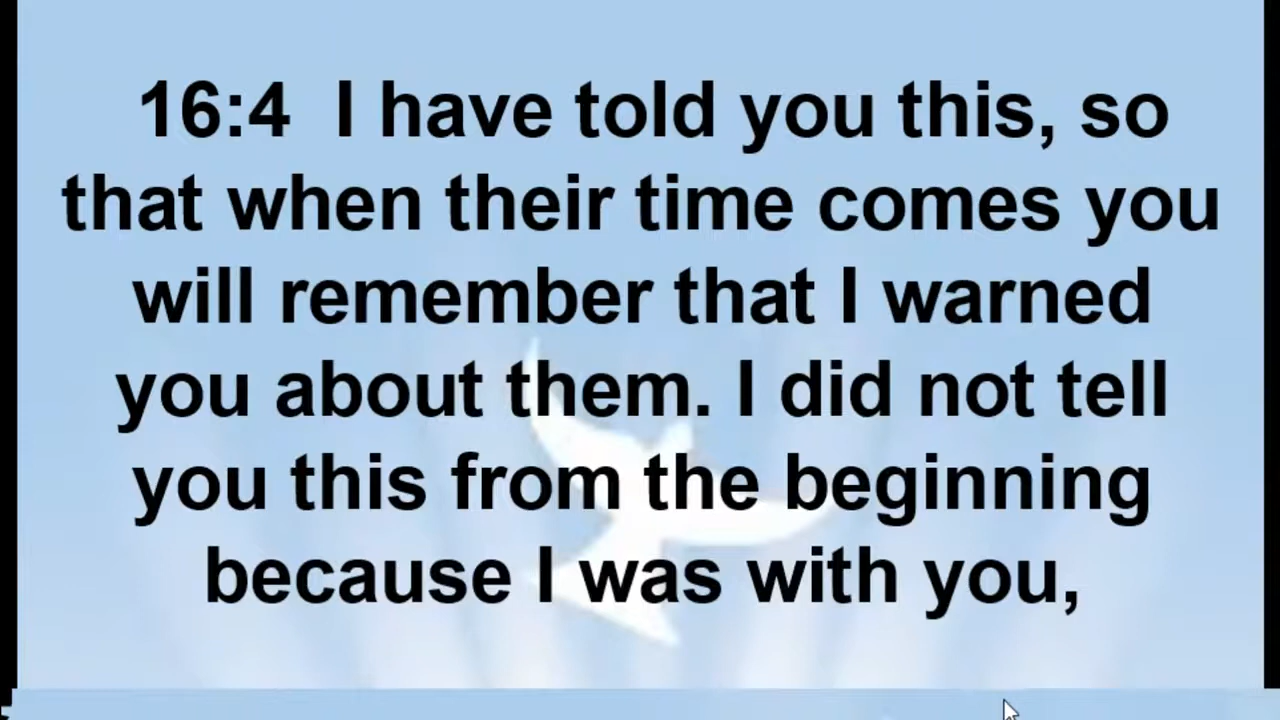 16:4 I have told you this, so
that when their time comes you
will remember that I warned
you about them. I did not tell
you this from the beginning
because I was with you,